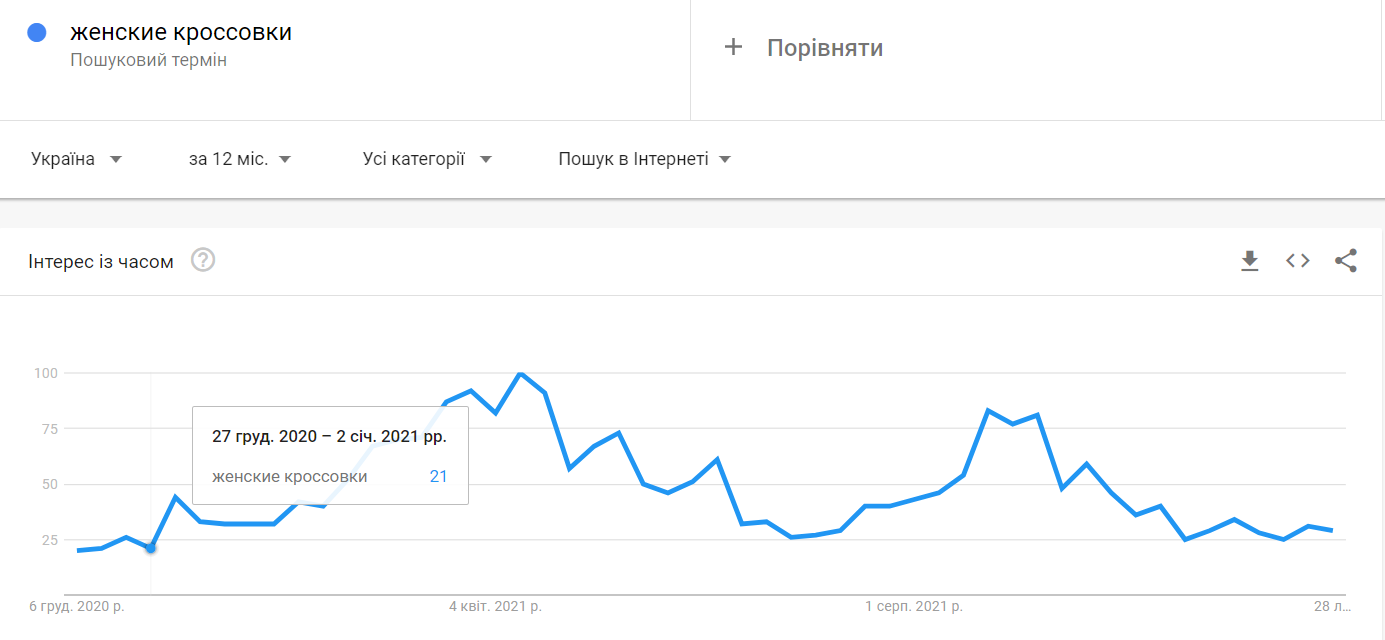 женские кроссовки
Пошуковий термін
+ Порівняти
Україна
за 12 міс.
Усі категорії
Пошук в Інтернеті
Інтерес із часом
?
100
75
50
25
27 груд. 2020 – 2 січ. 2021 рр.
женские кроссовки 21
6 груд. 2020 р.
4 квіт. 2021 р.
1 серп. 2021 р.
28 л...